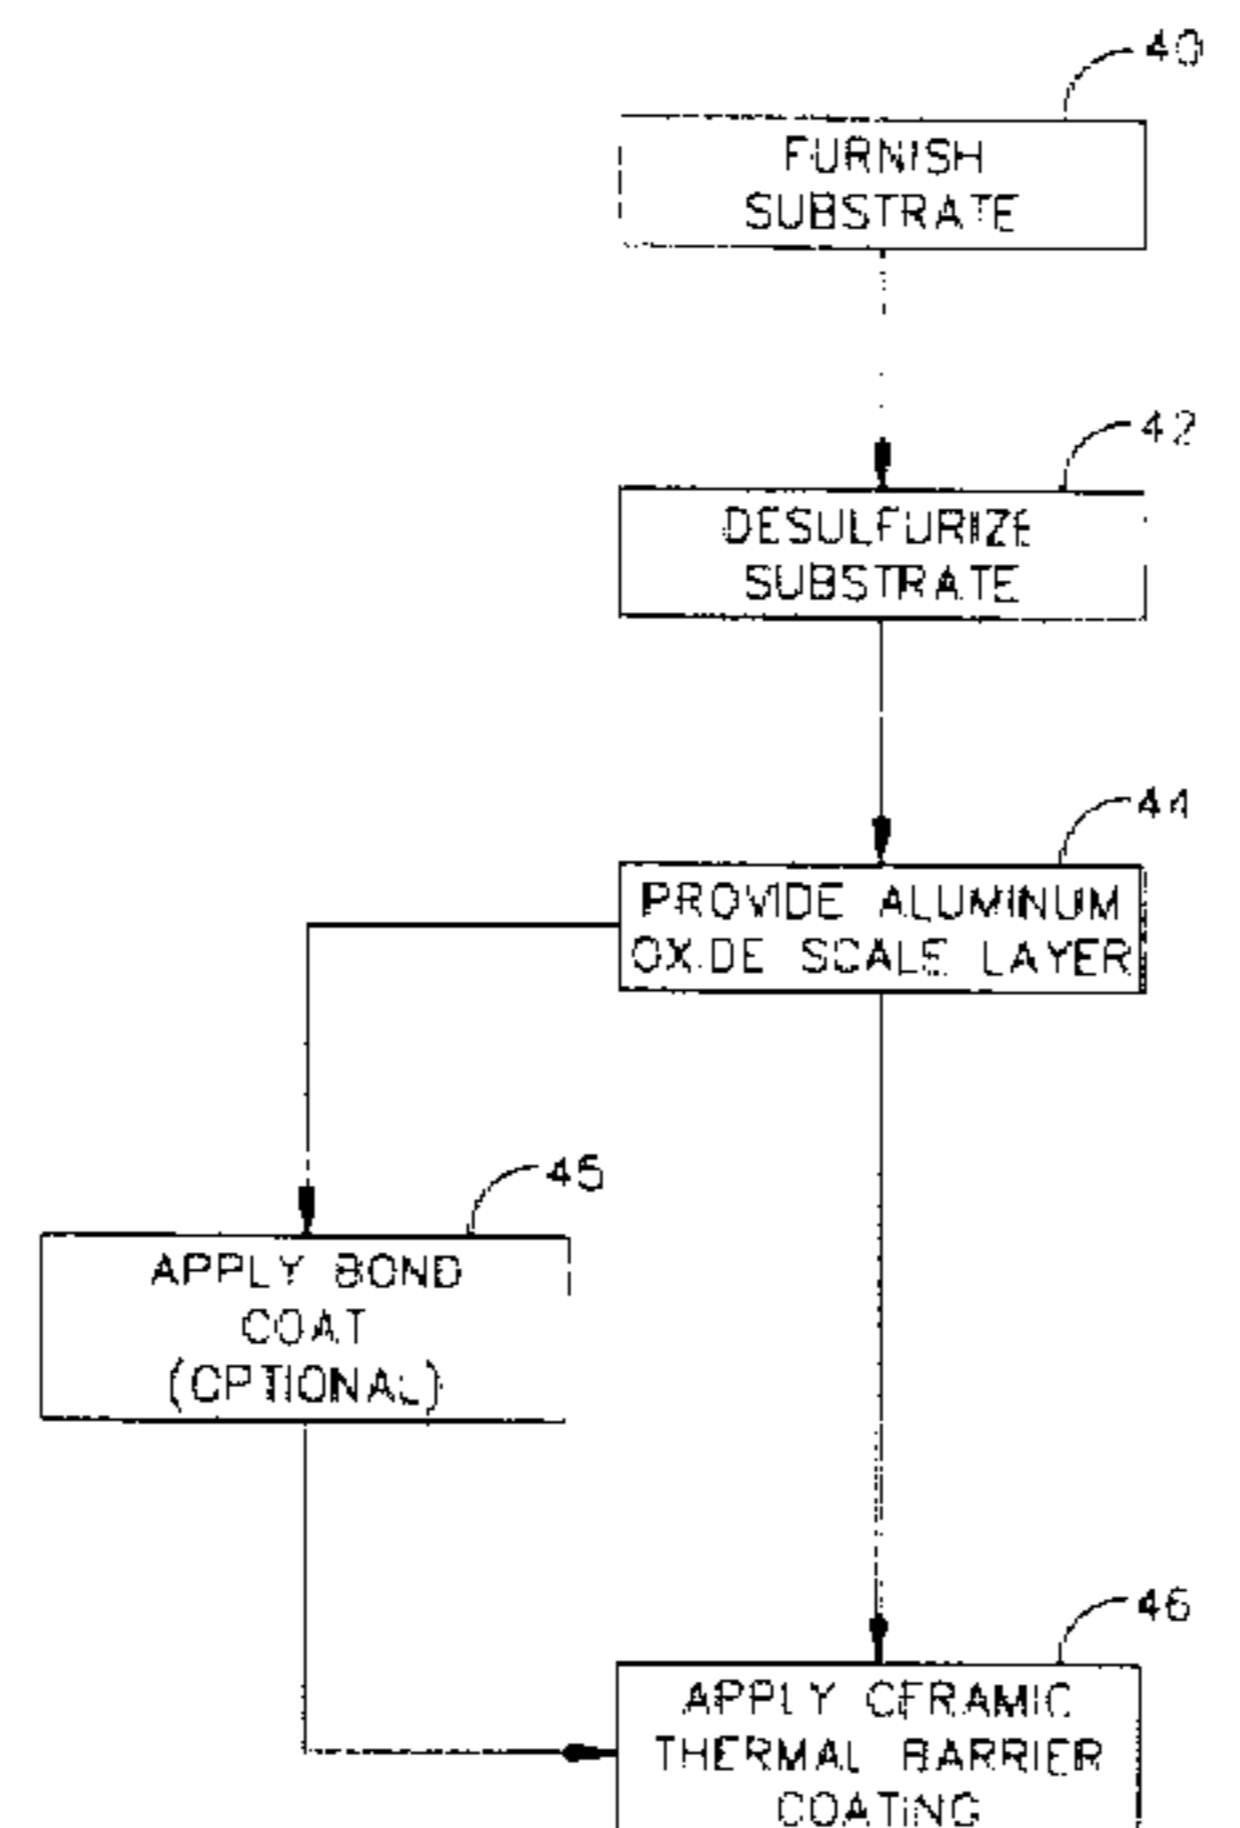 40
FURNISH
SUBSTRATE
42
DESULFURIZE
SUBSTRATE
44
PROVIDE ALUMINUM
OXIDE SCALE LAYER
45
APPLY BOND
COAT
(OPTIONAL)
46
APPLY CERAMIC
THERMAL BARRIER
COATING